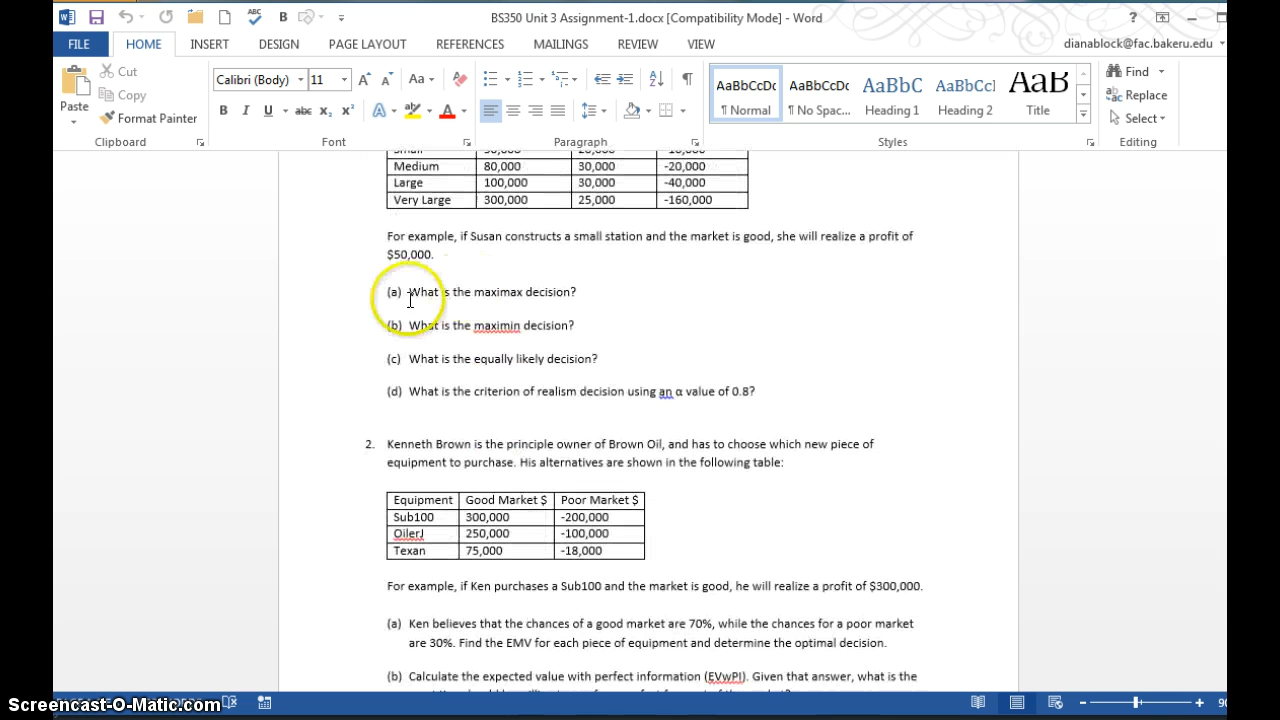 BS350 Unit 3 Assignment-1.docx [Compatibility Mode] - Word
FILE HOME INSERT DESIGN PAGE LAYOUT REFERENCES MAILINGS REVIEW VIEW dianablock@fac.bakeru.edu
Paste Cut Copy Format Painter
Calibri (Body) 11
AaBbCcDc AaBbCcDc AaBbC AaBbCcI AaB
¶ Normal ¶ No Spac... Heading 1 Heading 2 Title
Find Replace Select
Clipboard Font Paragraph Styles Editing
Medium 80,000 30,000 -20,000
Large 100,000 30,000 -40,000
Very Large 300,000 25,000 -160,000
For example, if Susan constructs a small station and the market is good, she will realize a profit of
$50,000.
(a) What is the maximax decision?
(b) What is the maximin decision?
(c) What is the equally likely decision?
(d) What is the criterion of realism decision using an α value of 0.8?
2. Kenneth Brown is the principle owner of Brown Oil, and has to choose which new piece of
equipment to purchase. His alternatives are shown in the following table:
Equipment Good Market $ Poor Market $
Sub100 300,000 -200,000
OilerJ 250,000 -100,000
Texan 75,000 -18,000
For example, if Ken purchases a Sub100 and the market is good, he will realize a profit of $300,000.
(a) Ken believes that the chances of a good market are 70%, while the chances for a poor market
are 30%. Find the EMV for each piece of equipment and determine the optimal decision.
(b) Calculate the expected value with perfect information (EVwPI). Given that answer, what is the
Screencast-O-Matic.com